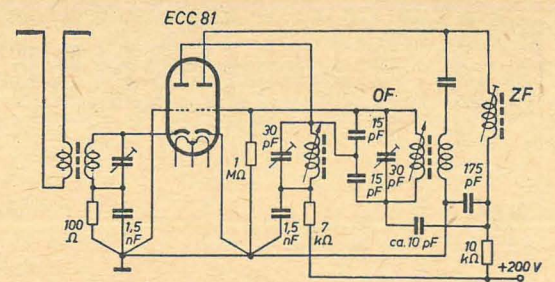 ECC 81
OF
ZF
30
pF
15
pF
15
pF
30
pF
1
MΩ
175
pF
100
Ω
1,5
nF
1,5
nF
7
kΩ
ca. 10 pF
10
kΩ
+200 V